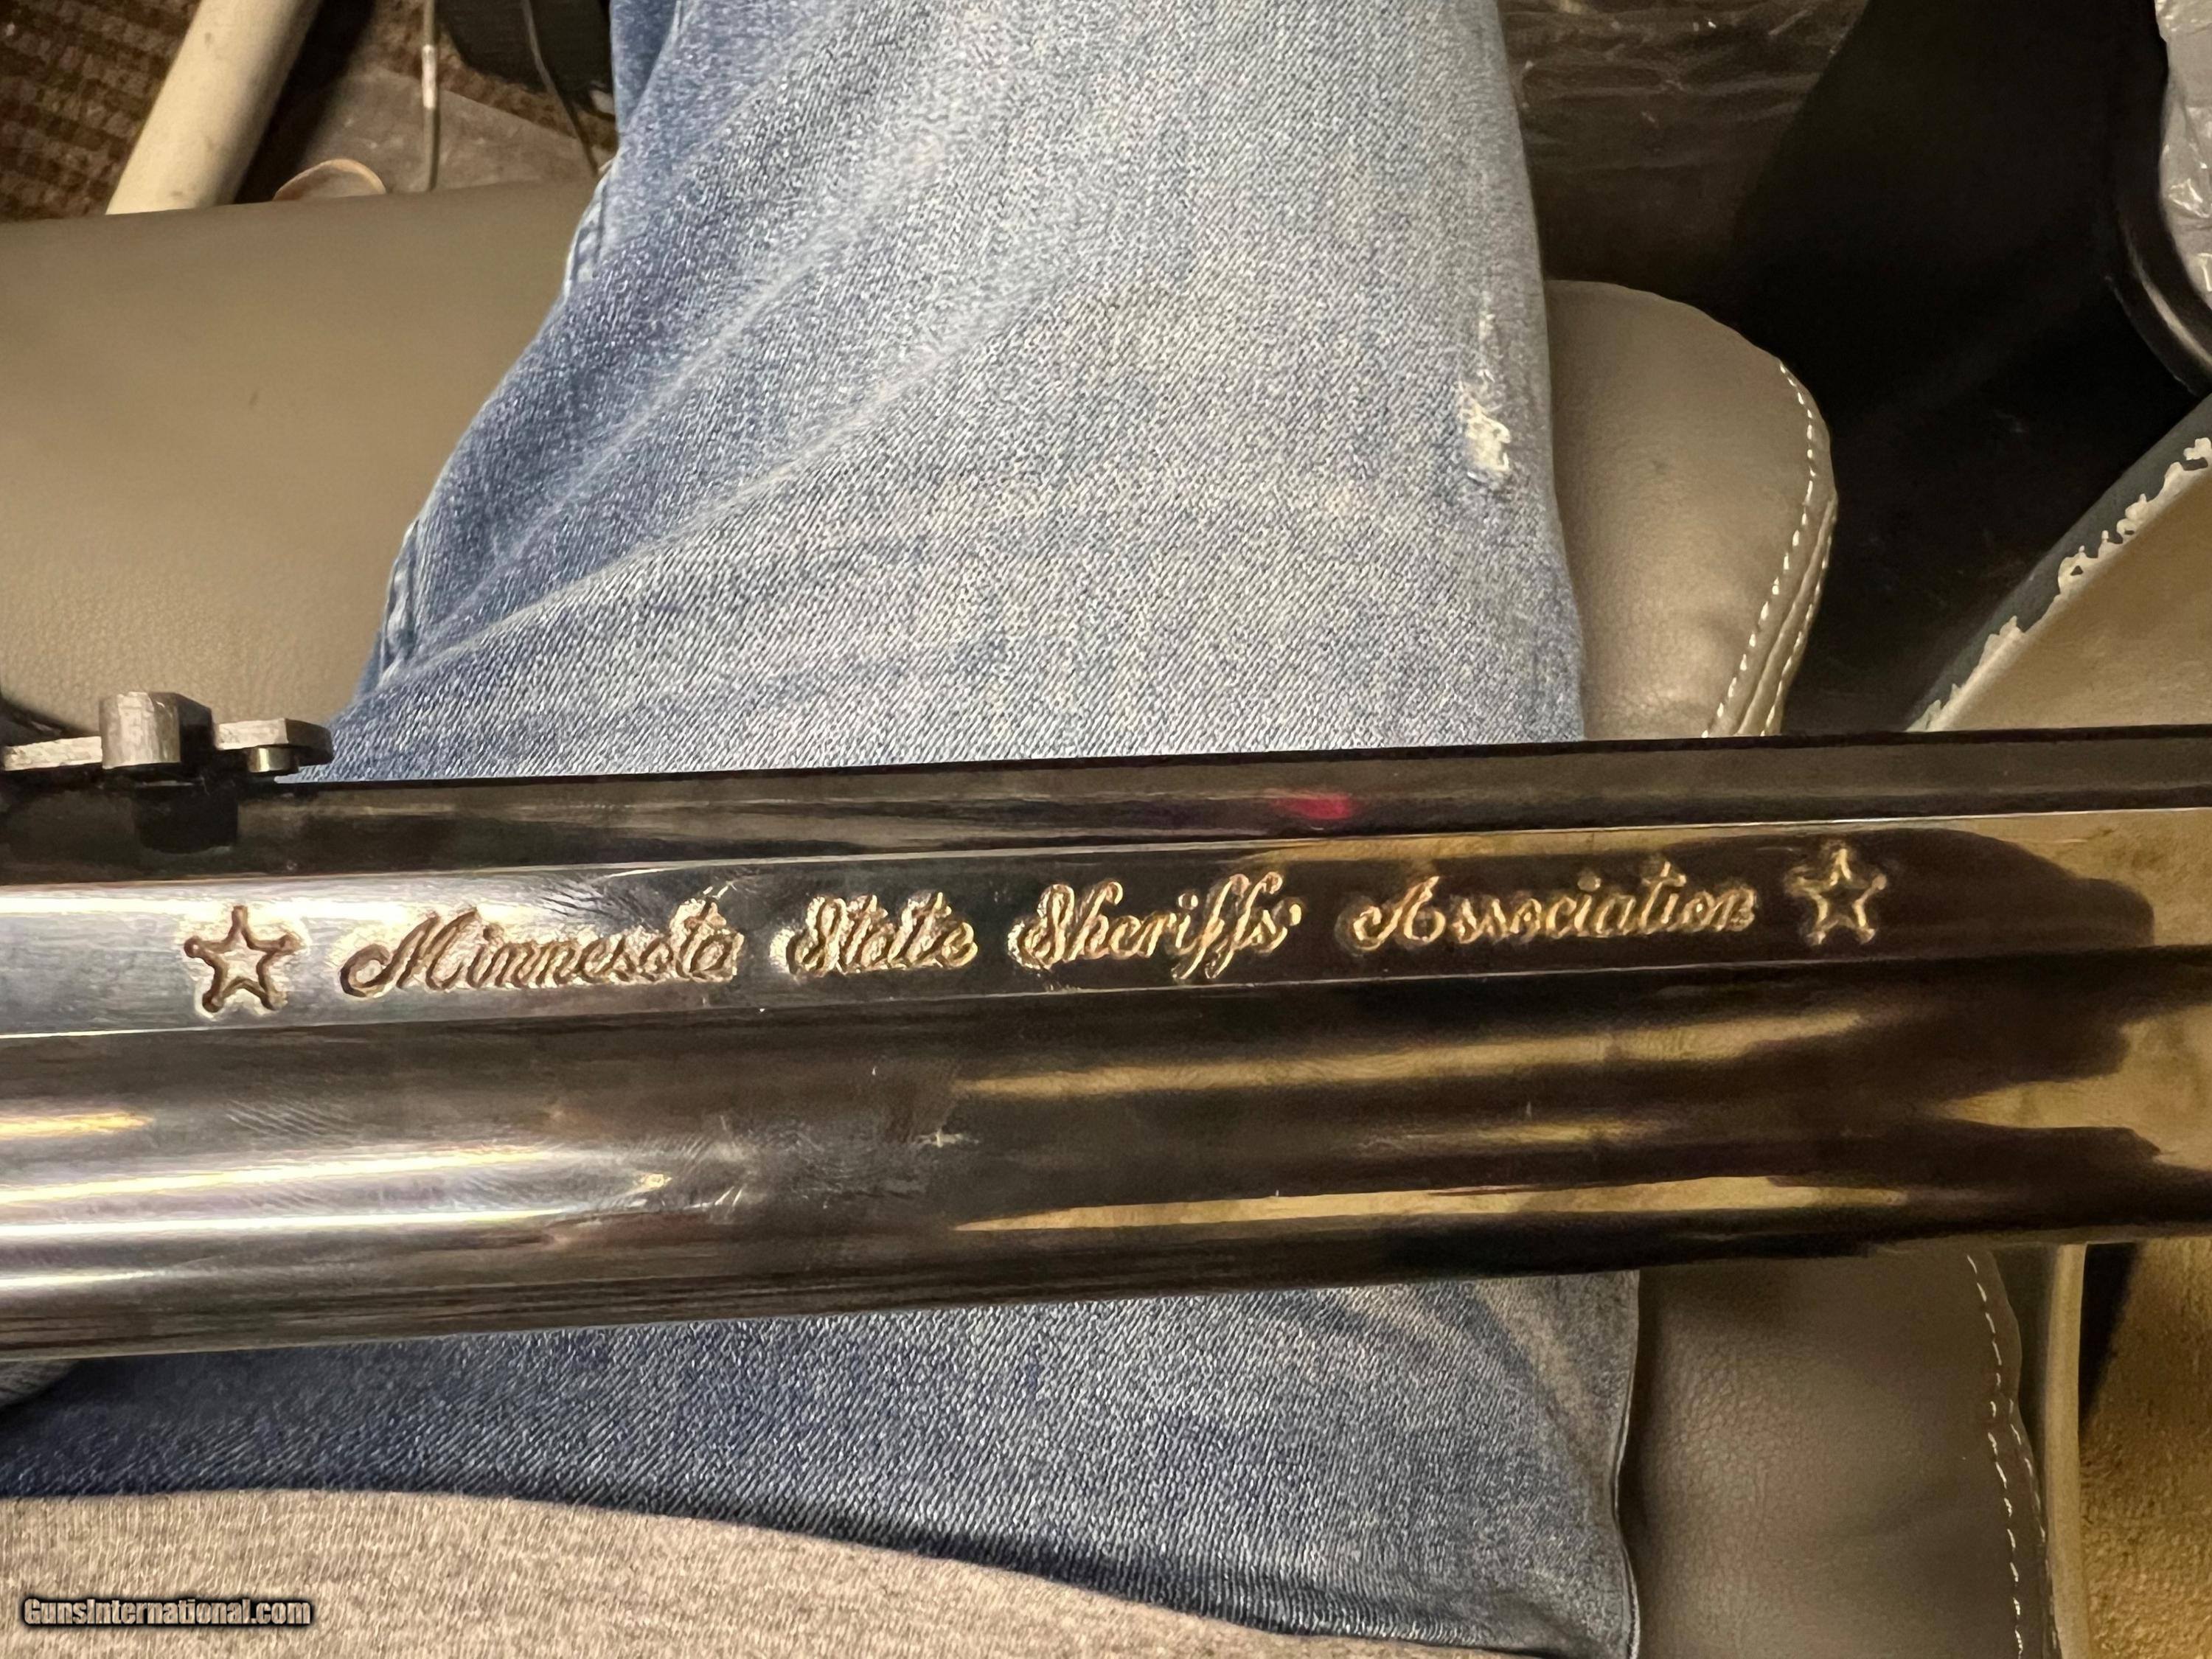 Minnesota State Sheriffs' Association
GunsInternational.com